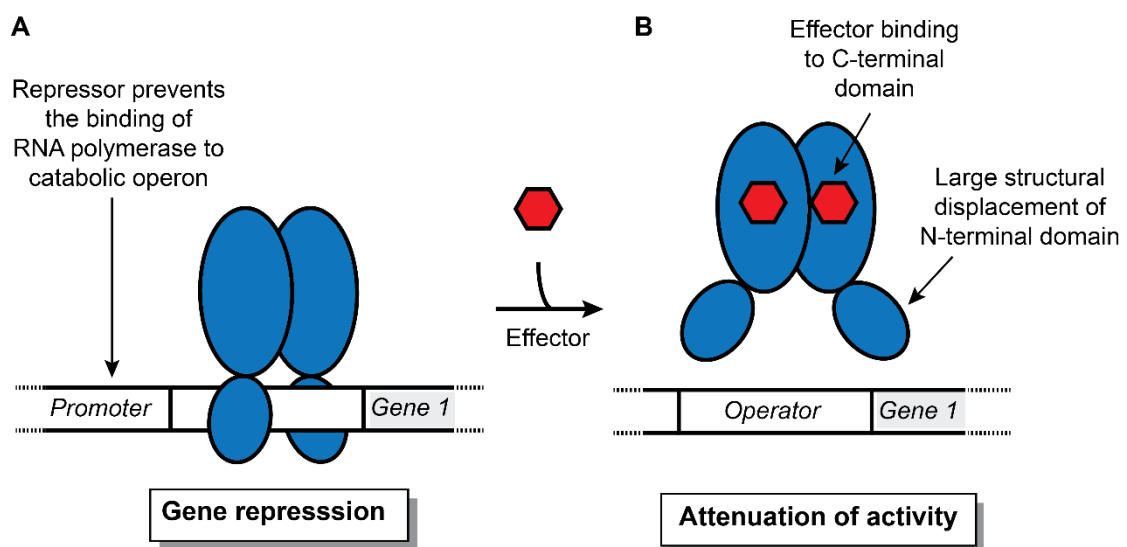 A
Repressor prevents
the binding of
RNA polymerase to
catabolic operon
Promoter
Gene 1
Gene represssion
Effector
B
Effector binding
to C-terminal
domain
Large structural
displacement of
N-terminal domain
Operator
Gene 1
Attenuation of activity